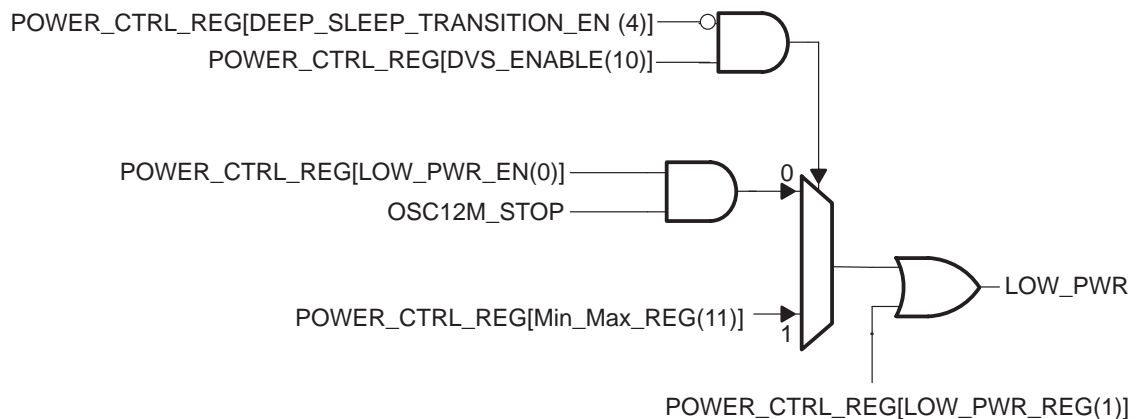 POWER_CTRL_REG[DEEP_SLEEP_TRANSITION_EN (4)]
POWER_CTRL_REG[DVS_ENABLE(10)]
POWER_CTRL_REG[LOW_PWR_EN(0)]
0
OSC12M_STOP
LOW_PWR
POWER_CTRL_REG[Min_Max_REG(11)]
1
POWER_CTRL_REG[LOW_PWR_REG(1)]